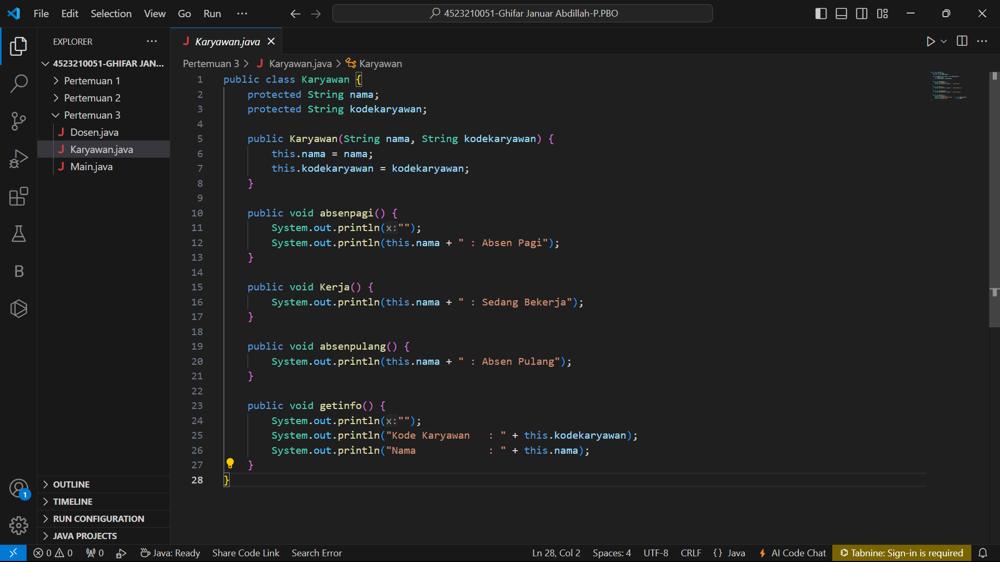 File Edit Selection View Go Run ...
4523210051-Ghifar Januar Abdillah-P.PBO
EXPLORER
4523210051-GHIFAR JAN...
Pertemuan 1
Pertemuan 2
Pertemuan 3
J Dosen.java
J Karyawan.java
J Main.java
OUTLINE
TIMELINE
RUN CONFIGURATION
JAVA PROJECTS
B
1
J Karyawan.java
Pertemuan 3 > J Karyawan.java > Karyawan
1 public class Karyawan {
2     protected String nama;
3     protected String kodekaryawan;
4
5     public Karyawan(String nama, String kodekaryawan) {
6         this.nama = nama;
7         this.kodekaryawan = kodekaryawan;
8     }
9
10     public void absenpagi() {
11         System.out.println(x:"");
12         System.out.println(this.nama + " : Absen Pagi");
13     }
14
15     public void Kerja() {
16         System.out.println(this.nama + " : Sedang Bekerja");
17     }
18
19     public void absenpulang() {
20         System.out.println(this.nama + " : Absen Pulang");
21     }
22
23     public void getinfo() {
24         System.out.println(x:"");
25         System.out.println("Kode Karyawan   : " + this.kodekaryawan);
26         System.out.println("Nama            : " + this.nama);
27     }
28 }
0 0 0 Java: Ready Share Code Link Search Error Ln 28, Col 2 Spaces: 4 UTF-8 CRLF {} Java AI Code Chat Tabnine: Sign-in is required